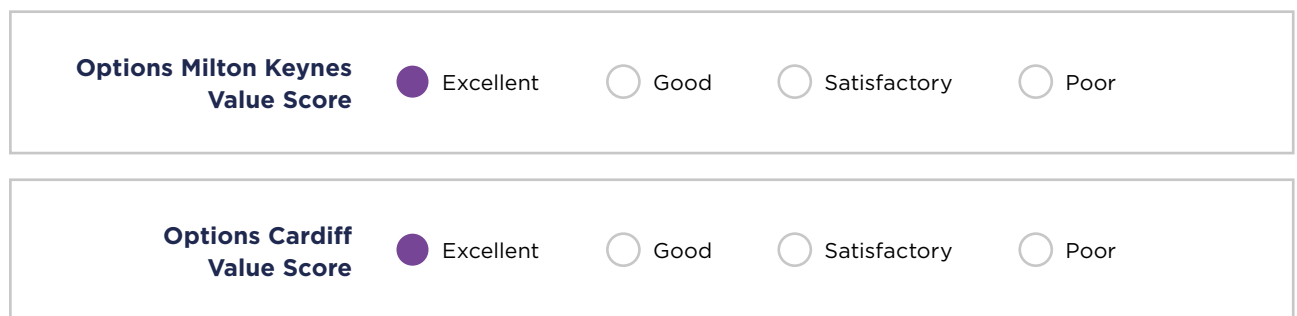 Options Milton Keynes
Value Score
Excellent Good Satisfactory Poor
Options Cardiff
Value Score
Excellent Good Satisfactory Poor